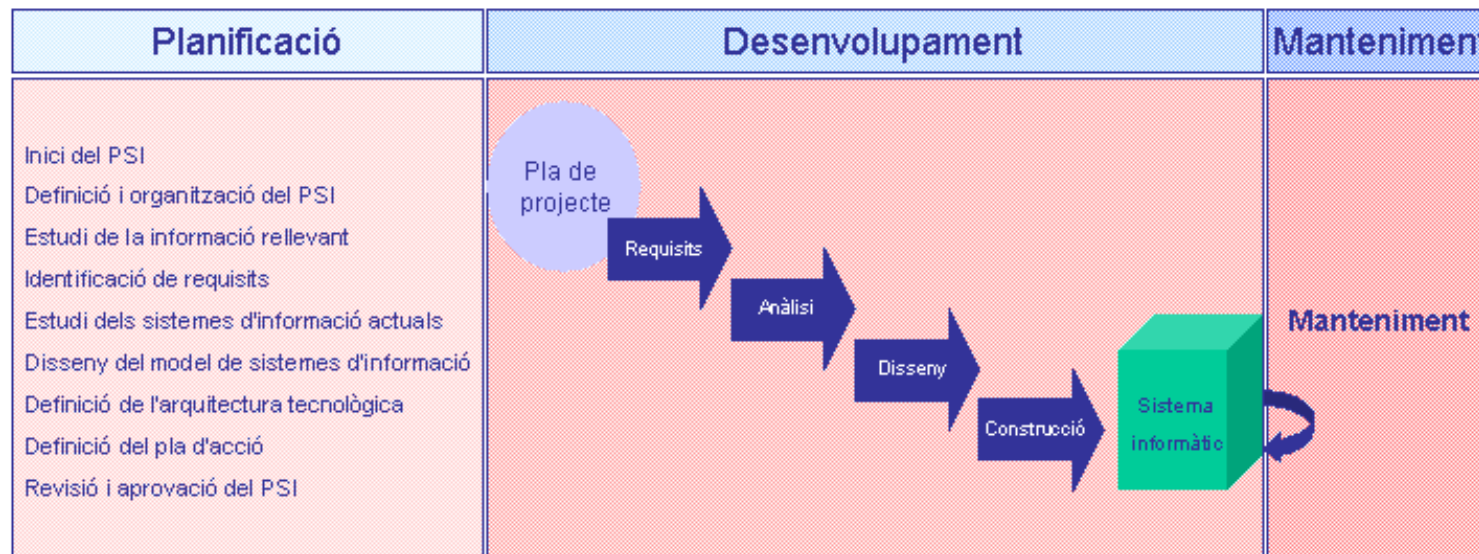 Planificació
Desenvolupament
Manteniment
Inici del PSI
Definició i organització del PSI
Estudi de la informació rellevant
Identificació de requisits
Estudi dels sistemes d'informació actuals
Disseny del model de sistemes d'informació
Definició de l'arquitectura tecnològica
Definició del pla d'acció
Revisió i aprovació del PSI
Pla de
projecte
Requisits
Anàlisi
Disseny
Construcció
Sistema
informàtic
Manteniment